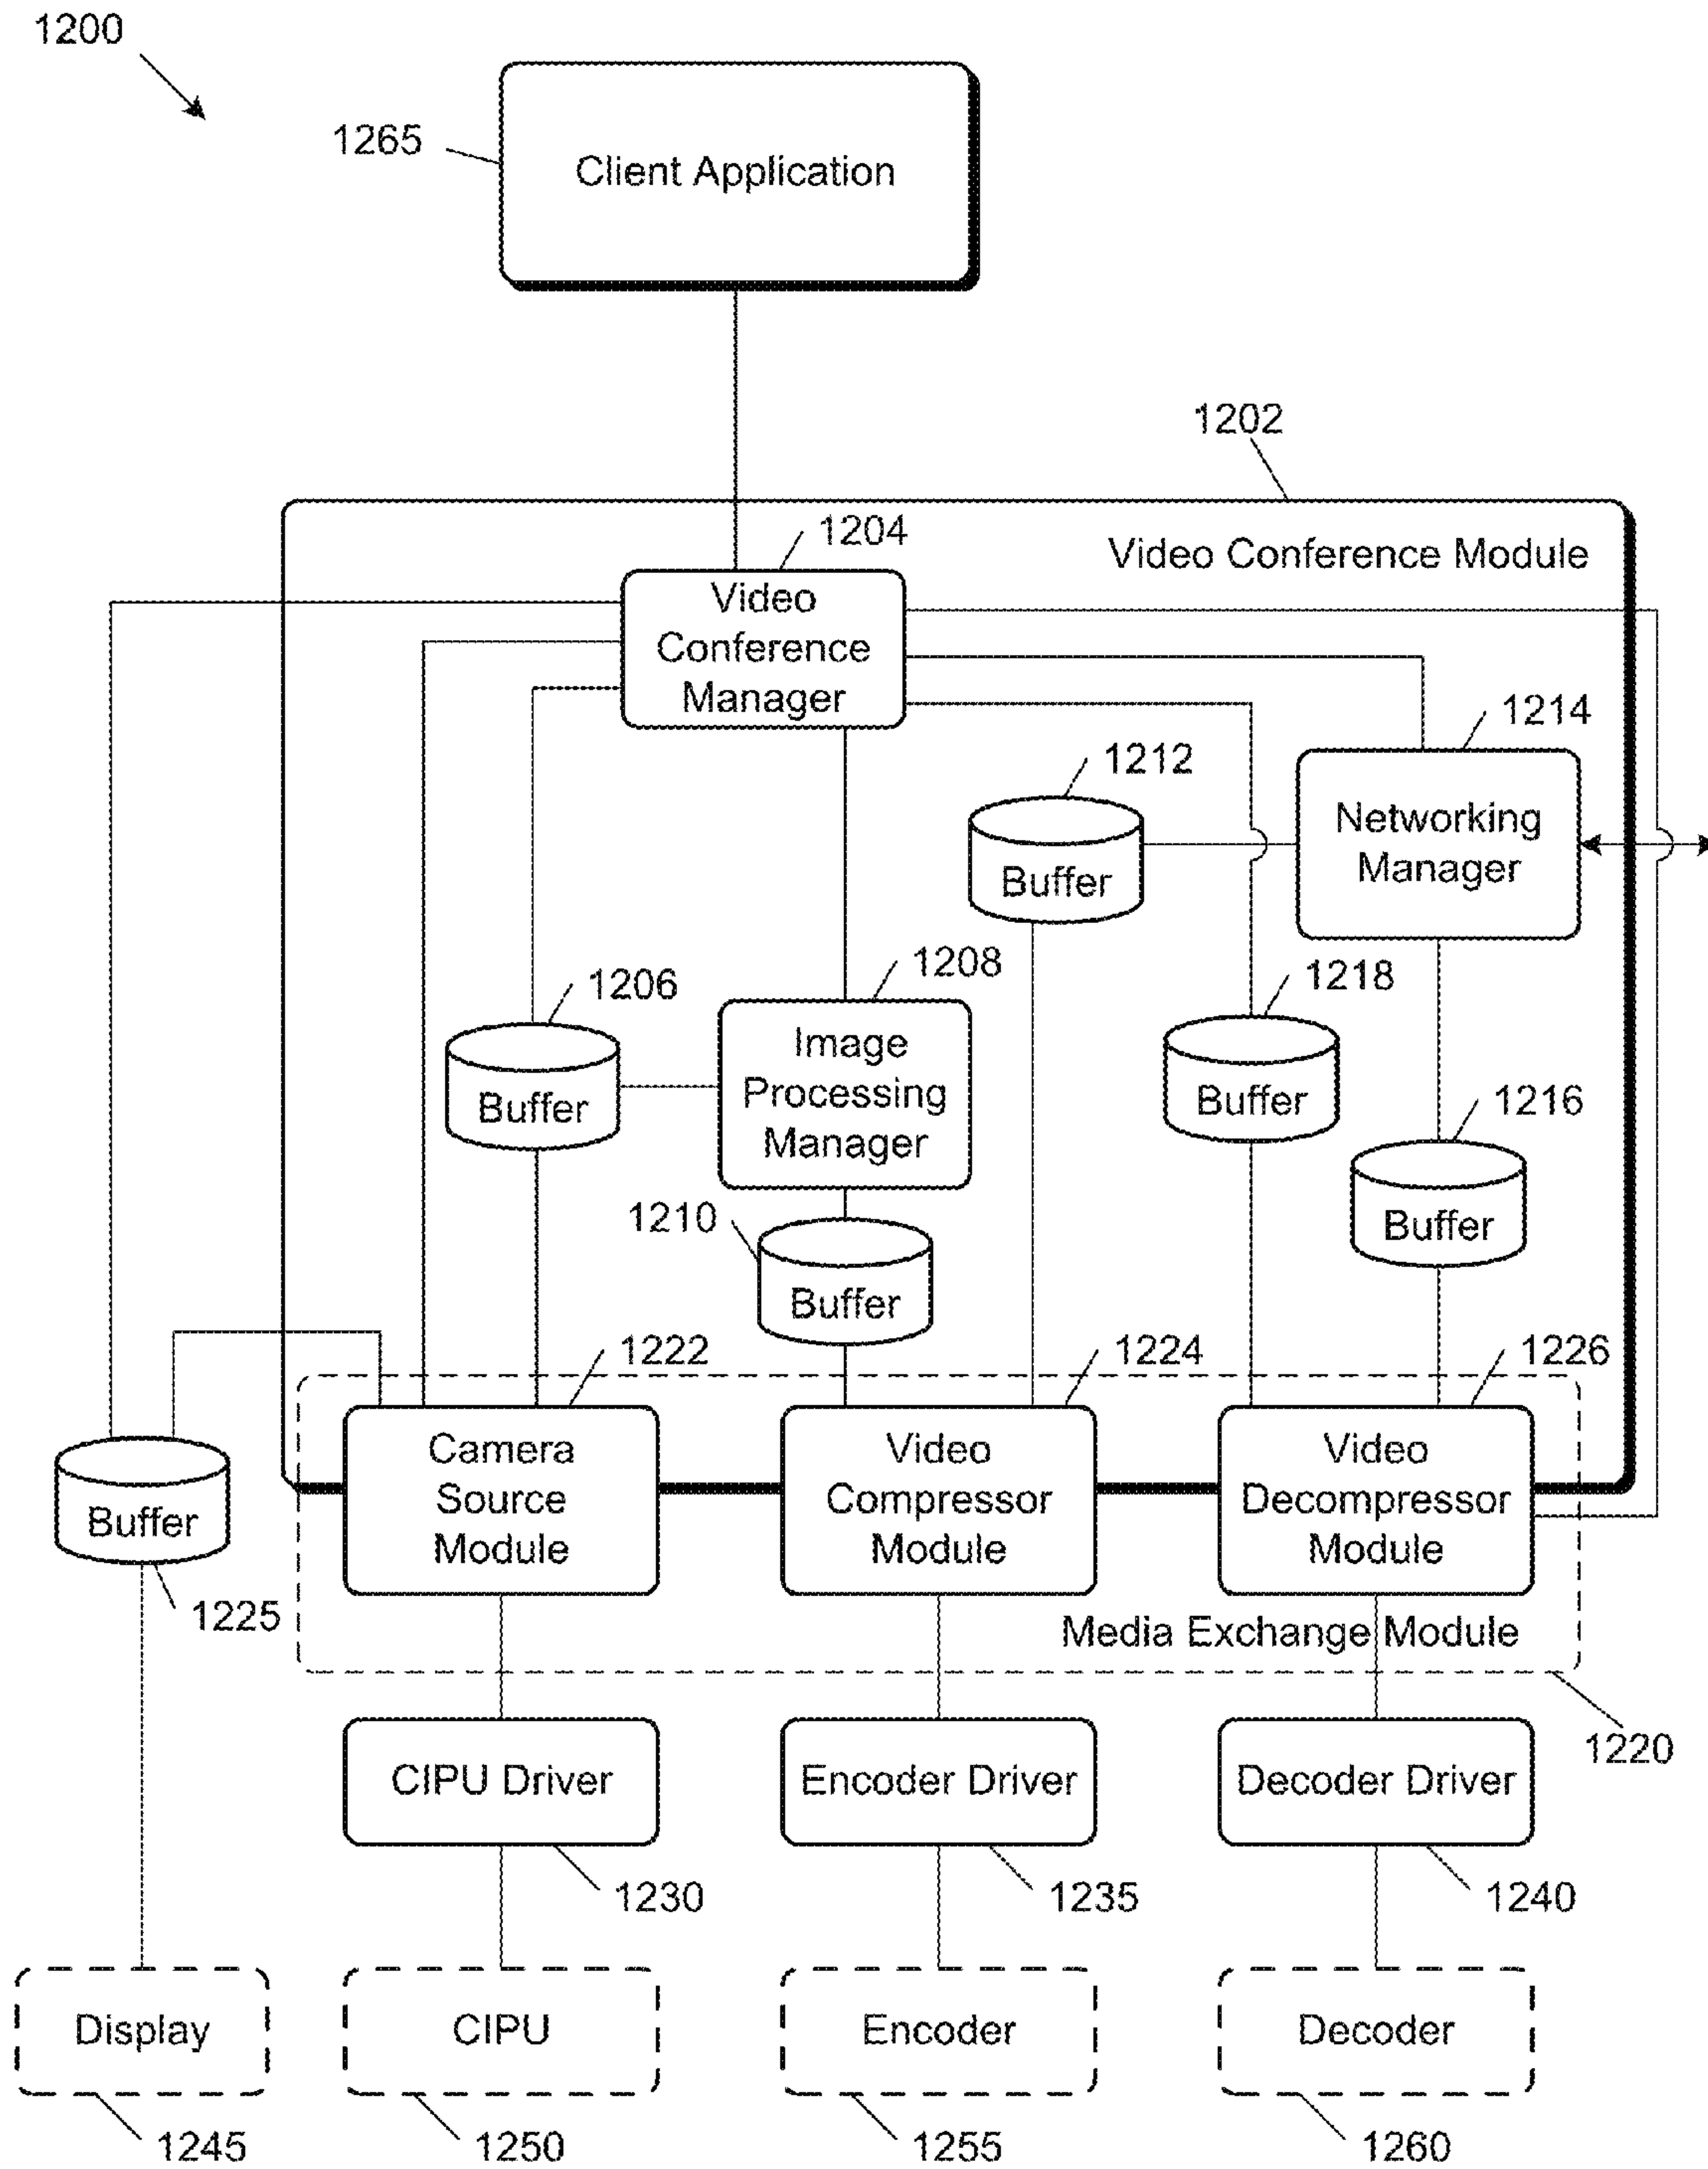 1200
1265
Client Application
1202
1204
Video Conference Module
Video
Conference
Manager
1214
1212
Networking
Manager
Buffer
1208
1218
1206
Image
Processing
Manager
Buffer
Buffer
1216
1210
Buffer
Buffer
1222
1224
1226
Camera
Source
Module
Video
Compressor
Module
Video
Decompressor
Module
Buffer
1225
Media Exchange Module
1220
CIPU Driver
Encoder Driver
Decoder Driver
1230
1235
1240
Display
CIPU
Encoder
Decoder
1245
1250
1255
1260